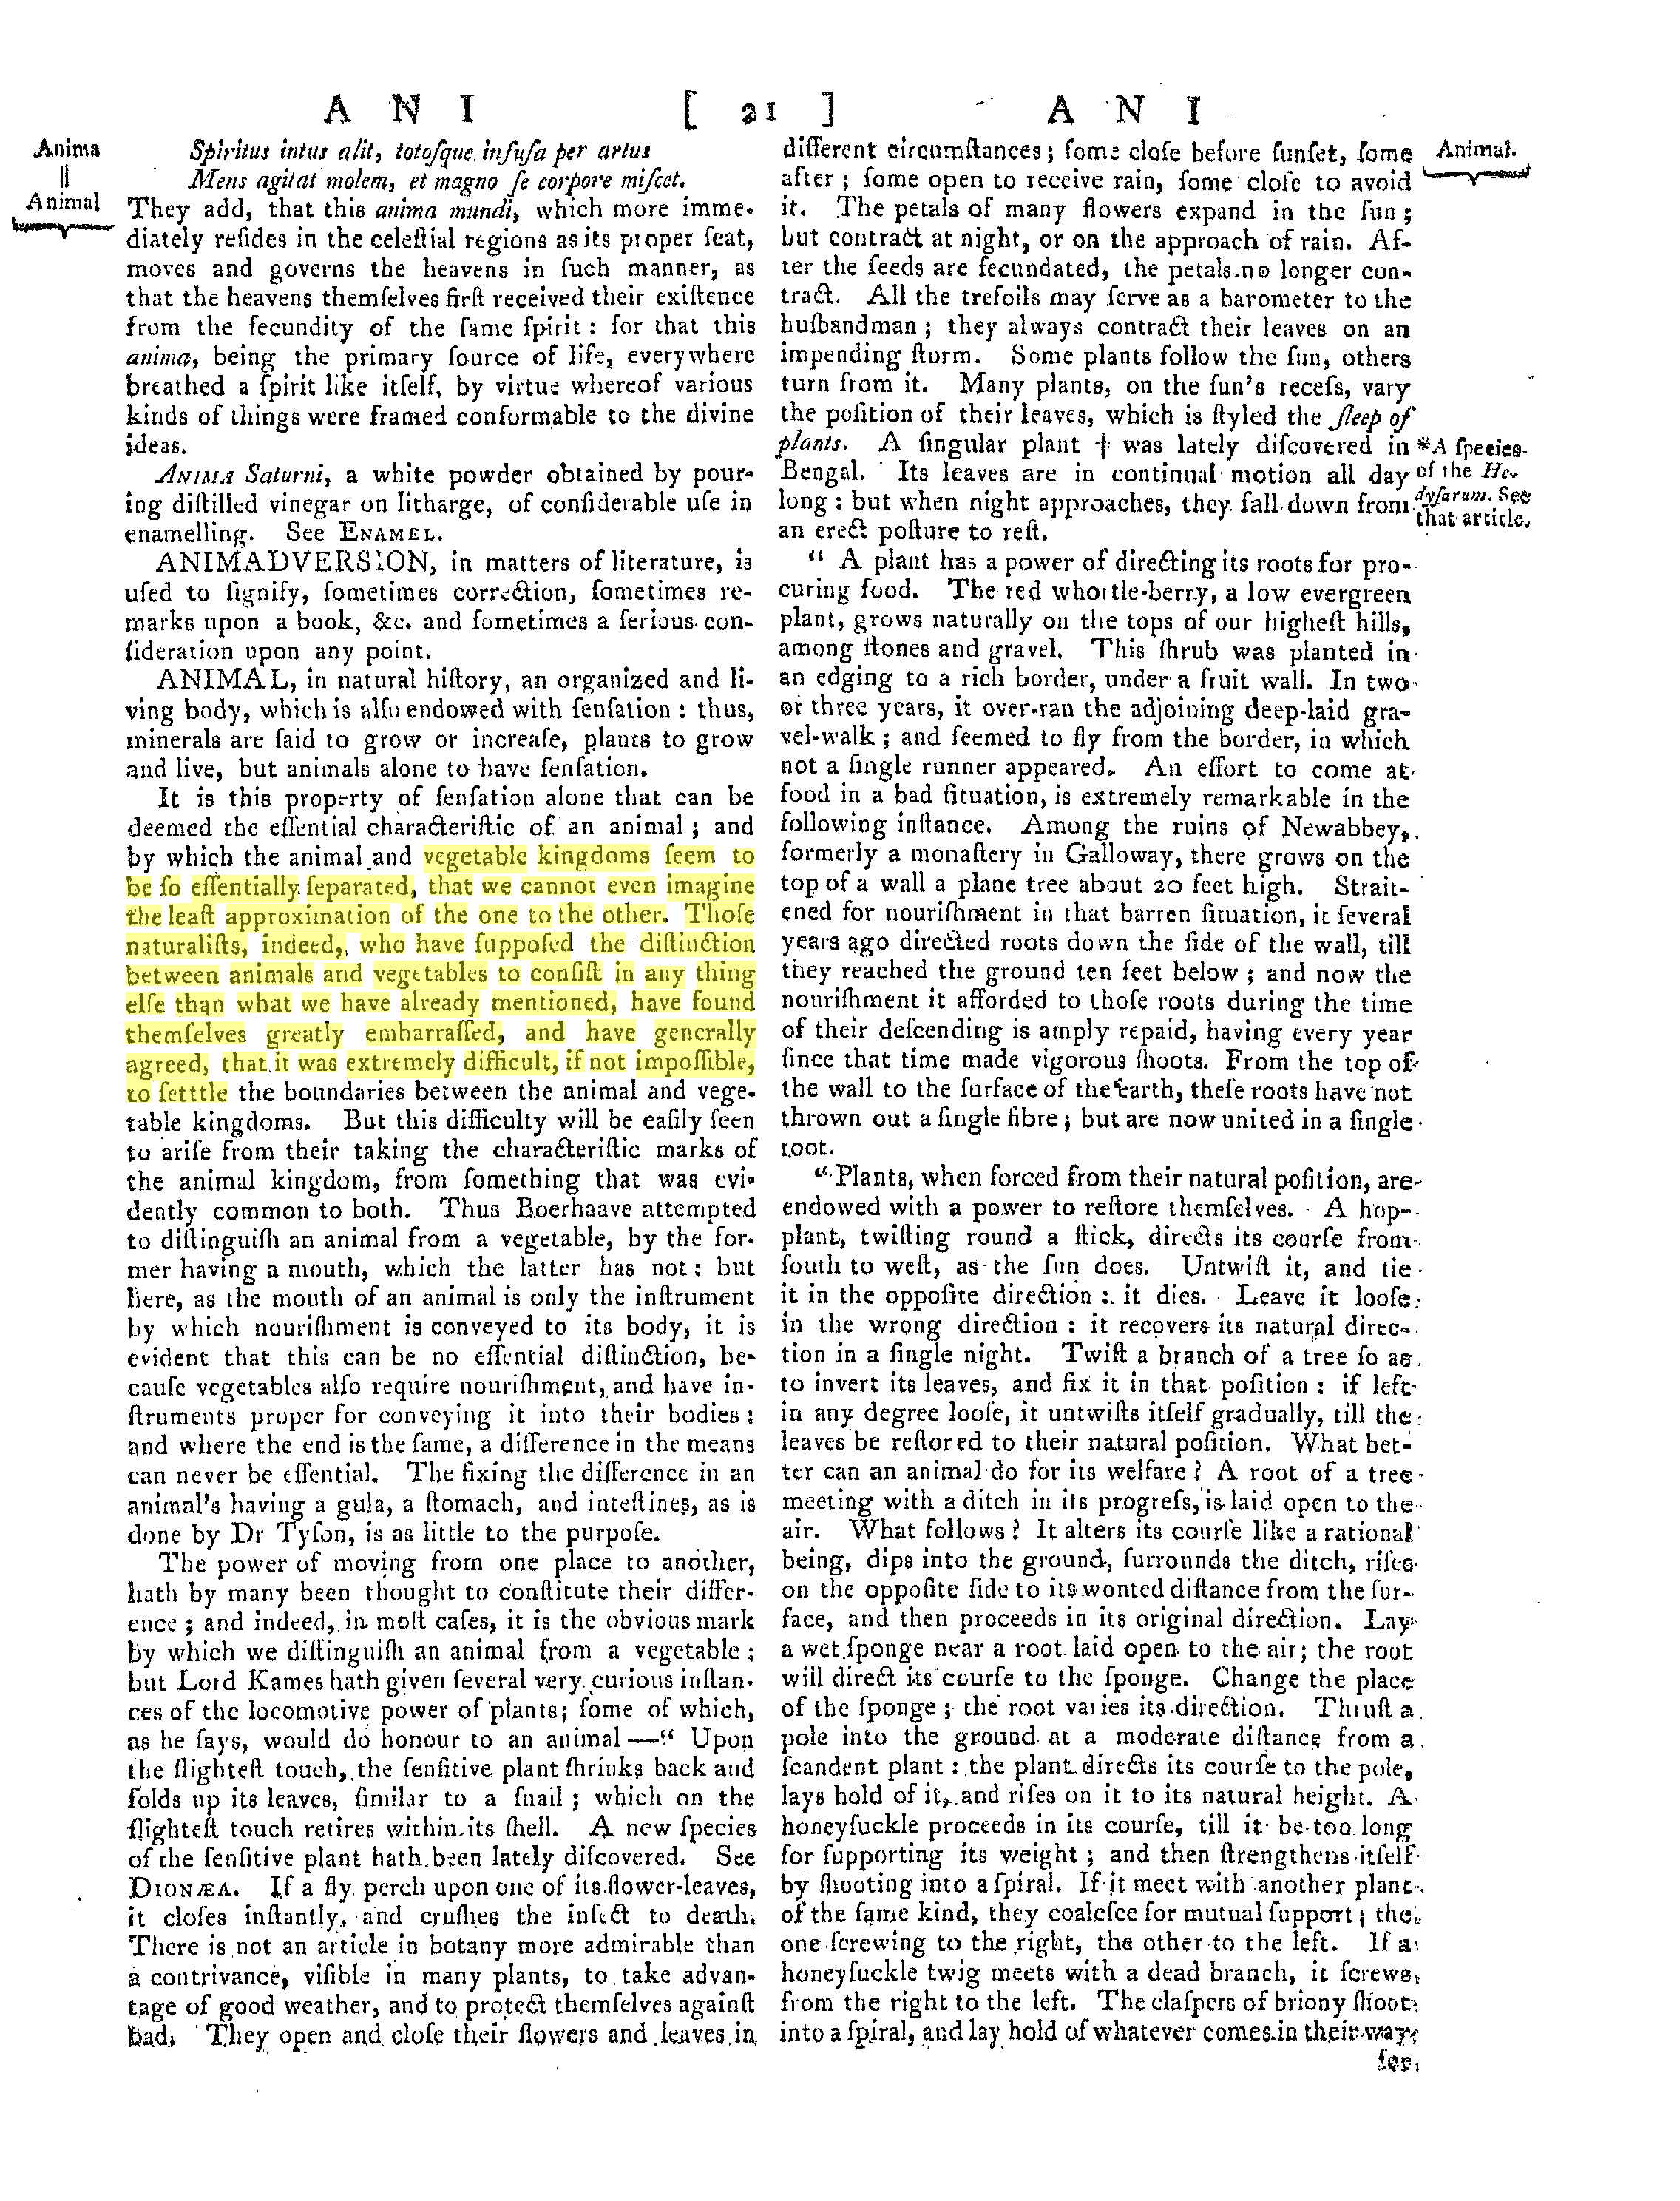 A N I [ 21 ] A N I
Anima
||
Animal
Spiritus intus alit, totoſque infuſa per artus
Mens agitat molem, et magno ſe corpore miſcet.
They add, that this anima mundi, which more imme-
diately reſides in the celeſtial regions as its proper ſeat,
moves and governs the heavens in ſuch manner, as
that the heavens themſelves firſt received their exiſtence
from the fecundity of the ſame ſpirit: for that this
anima, being the primary ſource of life, everywhere
breathed a ſpirit like itſelf, by virtue whereof various
kinds of things were framed conformable to the divine
ideas.
ANIMA Saturni, a white powder obtained by pour-
ing diſtilled vinegar on litharge, of conſiderable uſe in
enamelling. See ENAMEL.
ANIMADVERSION, in matters of literature, is
uſed to ſignify, ſometimes correction, ſometimes re-
marks upon a book, &c. and ſometimes a ſerious con-
ſideration upon any point.
ANIMAL, in natural hiſtory, an organized and li-
ving body, which is alſo endowed with ſenſation: thus,
minerals are ſaid to grow or increaſe, plants to grow
and live, but animals alone to have ſenſation.
It is this property of ſenſation alone that can be
deemed the eſſential characteriſtic of an animal; and
by which the animal and vegetable kingdoms ſeem to
be ſo eſſentially ſeparated, that we cannot even imagine
the leaſt approximation of the one to the other. Thoſe
naturaliſts, indeed, who have ſuppoſed the diſtinction
between animals and vegetables to conſiſt in any thing
elſe than what we have already mentioned, have found
themſelves greatly embarraſſed, and have generally
agreed, that it was extremely difficult, if not impoſſible,
to ſetttle the boundaries between the animal and vege-
table kingdoms. But this difficulty will be eaſily ſeen
to ariſe from their taking the characteriſtic marks of
the animal kingdom, from ſomething that was evi-
dently common to both. Thus Boerhaave attempted
to diſtinguiſh an animal from a vegetable, by the for-
mer having a mouth, which the latter has not: but
here, as the mouth of an animal is only the inſtrument
by which nouriſhment is conveyed to its body, it is
evident that this can be no eſſential diſtinction, be-
cauſe vegetables alſo require nouriſhment, and have in-
ſtruments proper for conveying it into their bodies:
and where the end is the ſame, a difference in the means
can never be eſſential. The fixing the difference in an
animal's having a gula, a ſtomach, and inteſtines, as is
done by Dr Tyſon, is as little to the purpoſe.
The power of moving from one place to another,
hath by many been thought to conſtitute their differ-
ence; and indeed, in moſt caſes, it is the obvious mark
by which we diſtinguiſh an animal from a vegetable;
but Lord Kames hath given ſeveral very curious inſtan-
ces of the locomotive power of plants; ſome of which,
as he ſays, would do honour to an animal—“ Upon
the ſlighteſt touch, the ſenſitive plant ſhrinks back and
folds up its leaves, ſimilar to a ſnail; which on the
ſlighteſt touch retires within its ſhell. A new ſpecies
of the ſenſitive plant hath been lately diſcovered. See
DIONÆA. If a fly perch upon one of its flower-leaves,
it cloſes inſtantly, and cruſhes the inſect to death.
There is not an article in botany more admirable than
a contrivance, viſible in many plants, to take advan-
tage of good weather, and to protect themſelves againſt
bad. They open and cloſe their flowers and leaves in
different circumſtances; ſome cloſe before ſunſet, ſome
after; ſome open to receive rain, ſome cloſe to avoid
it. The petals of many flowers expand in the ſun;
but contract at night, or on the approach of rain. Af-
ter the ſeeds are fecundated, the petals no longer con-
tract. All the trefoils may ſerve as a barometer to the
huſbandman; they always contract their leaves on an
impending ſtorm. Some plants follow the ſun, others
turn from it. Many plants, on the ſun's receſs, vary
the poſition of their leaves, which is ſtyled the ſleep of
plants. A ſingular plant † was lately diſcovered in
Bengal. Its leaves are in continual motion all day
long; but when night approaches, they fall down from
an erect poſture to reſt.
“ A plant has a power of directing its roots for pro-
curing food. The red whortle-berry, a low evergreen
plant, grows naturally on the tops of our higheſt hills,
among ſtones and gravel. This ſhrub was planted in
an edging to a rich border, under a fruit wall. In two
or three years, it over-ran the adjoining deep-laid gra-
vel-walk; and ſeemed to fly from the border, in which
not a ſingle runner appeared. An effort to come at
food in a bad ſituation, is extremely remarkable in the
following inſtance. Among the ruins of Newabbey,
formerly a monaſtery in Galloway, there grows on the
top of a wall a plane tree about 20 feet high. Strait-
ened for nouriſhment in that barren ſituation, it ſeveral
years ago directed roots down the ſide of the wall, till
they reached the ground ten feet below; and now the
nouriſhment it afforded to thoſe roots during the time
of their deſcending is amply repaid, having every year
ſince that time made vigorous ſhoots. From the top of
the wall to the ſurface of the earth, theſe roots have not
thrown out a ſingle fibre; but are now united in a ſingle
root.
“ Plants, when forced from their natural poſition, are
endowed with a power to reſtore themſelves. A hop-
plant, twiſting round a ſtick, directs its courſe from
ſouth to weſt, as the ſun does. Untwiſt it, and tie
it in the oppoſite direction: it dies. Leave it looſe
in the wrong direction: it recovers its natural direc-
tion in a ſingle night. Twiſt a branch of a tree ſo as
to invert its leaves, and fix it in that poſition: if left
in any degree looſe, it untwiſts itſelf gradually, till the
leaves be reſtored to their natural poſition. What bet-
ter can an animal do for its welfare? A root of a tree
meeting with a ditch in its progreſs, is laid open to the
air. What follows? It alters its courſe like a rational
being, dips into the ground, ſurrounds the ditch, riſes
on the oppoſite ſide to its wonted diſtance from the ſur-
face, and then proceeds in its original direction. Lay
a wet ſponge near a root laid open to the air; the root
will direct its courſe to the ſponge. Change the place
of the ſponge; the root varies its direction. Thruſt a
pole into the ground at a moderate diſtance from a
ſcandent plant: the plant directs its courſe to the pole,
lays hold of it, and riſes on it to its natural height. A
honeyſuckle proceeds in its courſe, till it be too long
for ſupporting its weight; and then ſtrengthens itſelf
by ſhooting into a ſpiral. If it meet with another plant
of the ſame kind, they coaleſce for mutual ſupport; the
one ſcrewing to the right, the other to the left. If a
honeyſuckle twig meets with a dead branch, it ſcrews
from the right to the left. The claſpers of briony ſhoot
into a ſpiral, and lay hold of whatever comes in their way
for
Animal.
*A ſpecies
of the He-
dyſarum. See
that article.